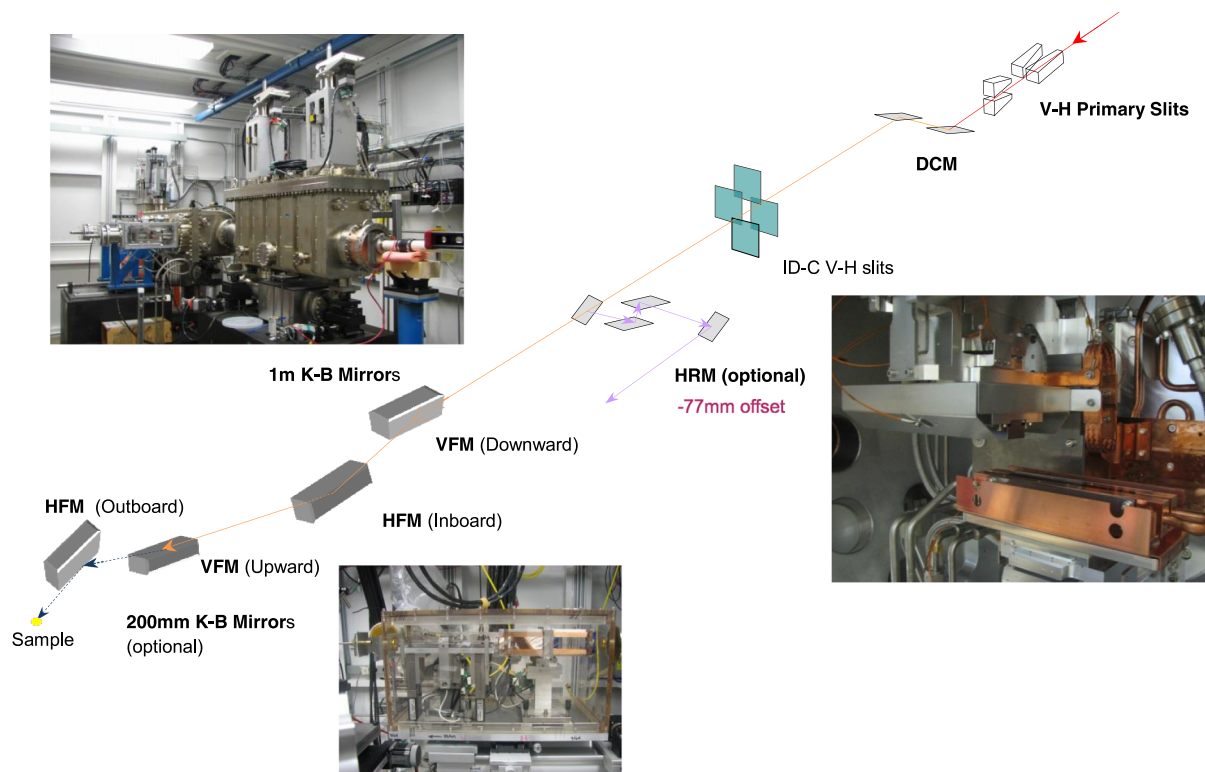 V-H Primary Slits
DCM
ID-C V-H slits
HRM (optional)
-77mm offset
1m K-B Mirrors
VFM (Downward)
HFM (Inboard)
HFM (Outboard)
VFM (Upward)
200mm K-B Mirrors
(optional)
Sample